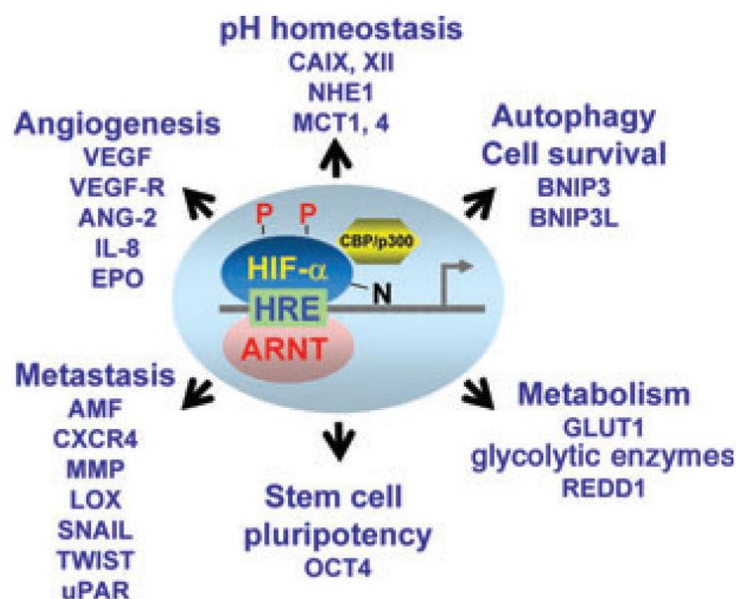 pH homeostasis
CAIX, XII
NHE1
MCT1, 4
Angiogenesis
VEGF
VEGF-R
ANG-2
IL-8
EPO
Autophagy
Cell survival
BNIP3
BNIP3L
P P
CBP/p300
HIF-α
N
HRE
ARNT
Metastasis
AMF
CXCR4
MMP
LOX
SNAIL
TWIST
uPAR
Stem cell
pluripotency
OCT4
Metabolism
GLUT1
glycolytic enzymes
REDD1